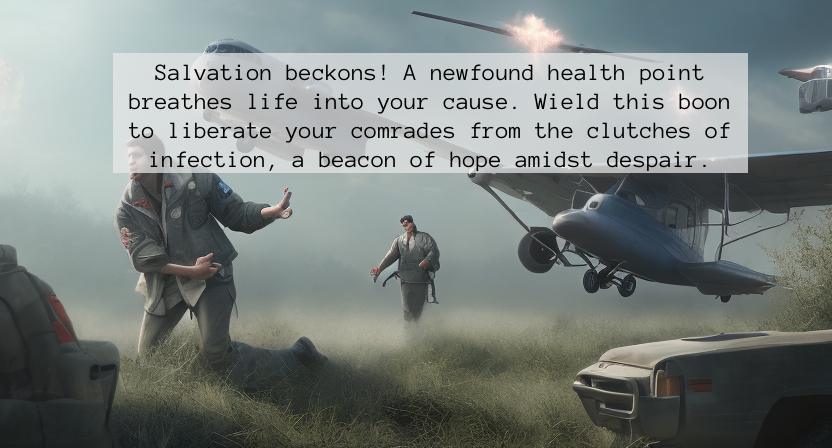 Salvation beckons! A newfound health point
breathes life into your cause. Wield this boon
to liberate your comrades from the clutches of
infection, a beacon of hope amidst despair.